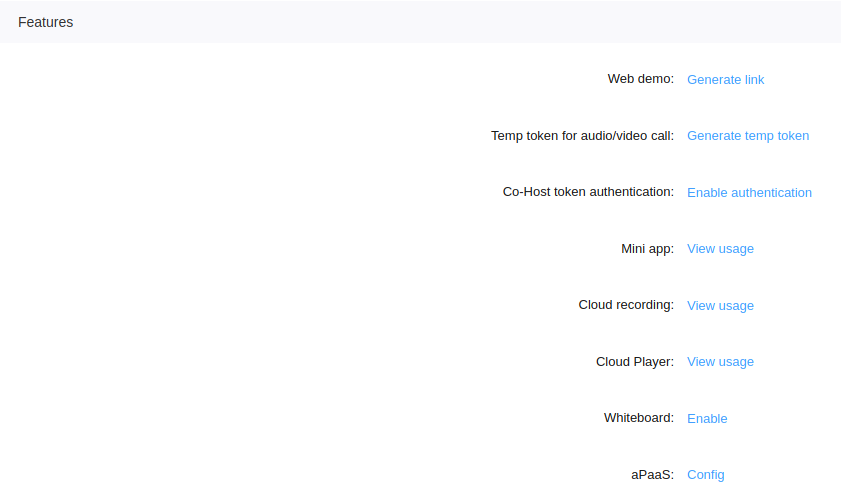 Features
Web demo: Generate link
Temp token for audio/video call: Generate temp token
Co-Host token authentication: Enable authentication
Mini app: View usage
Cloud recording: View usage
Cloud Player: View usage
Whiteboard: Enable
aPaaS: Config